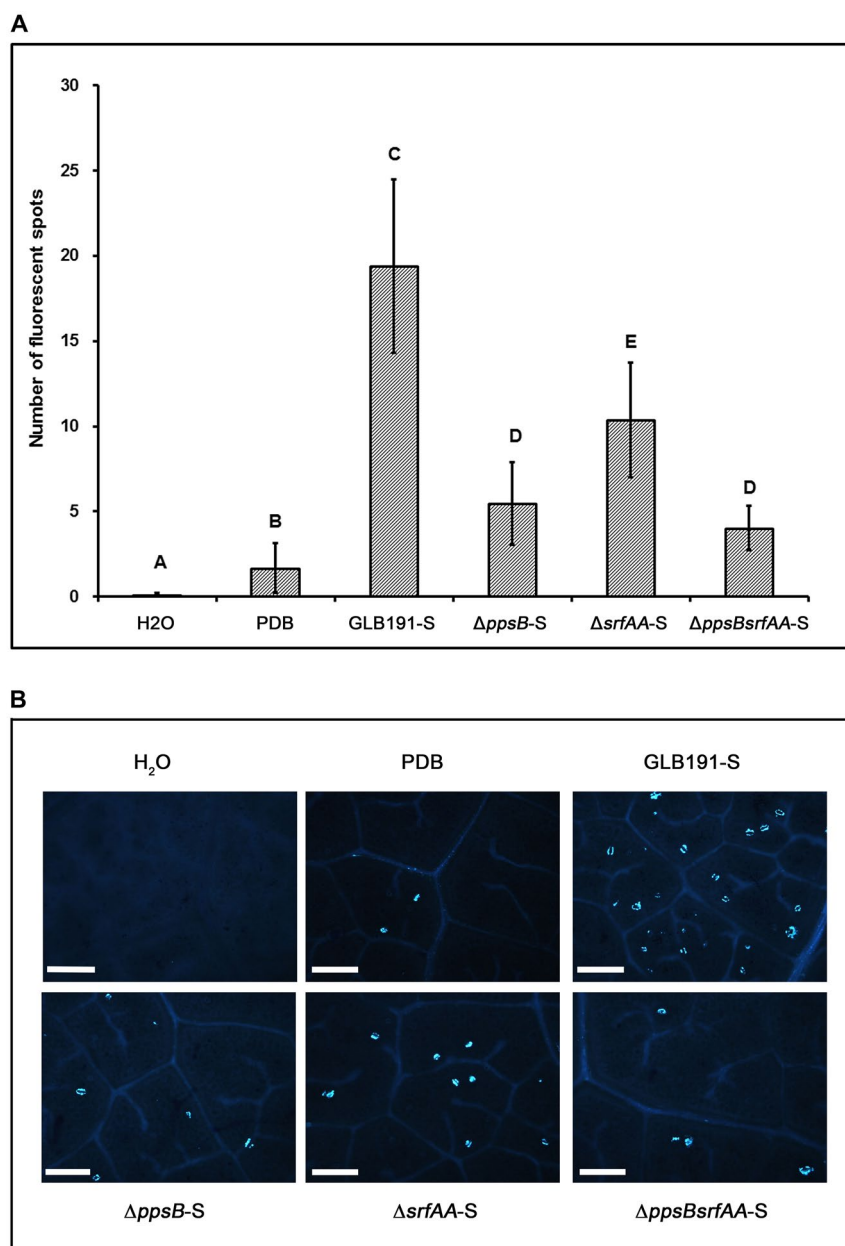 A
30
25
20
15
10
5
0
Number of fluorescent spots
A
B
C
D
E
D
H2O PDB GLB191-S ΔppsB-S ΔsrfAA-S ΔppsBsrfAA-S
B
H₂O PDB GLB191-S
ΔppsB-S ΔsrfAA-S ΔppsBsrfAA-S